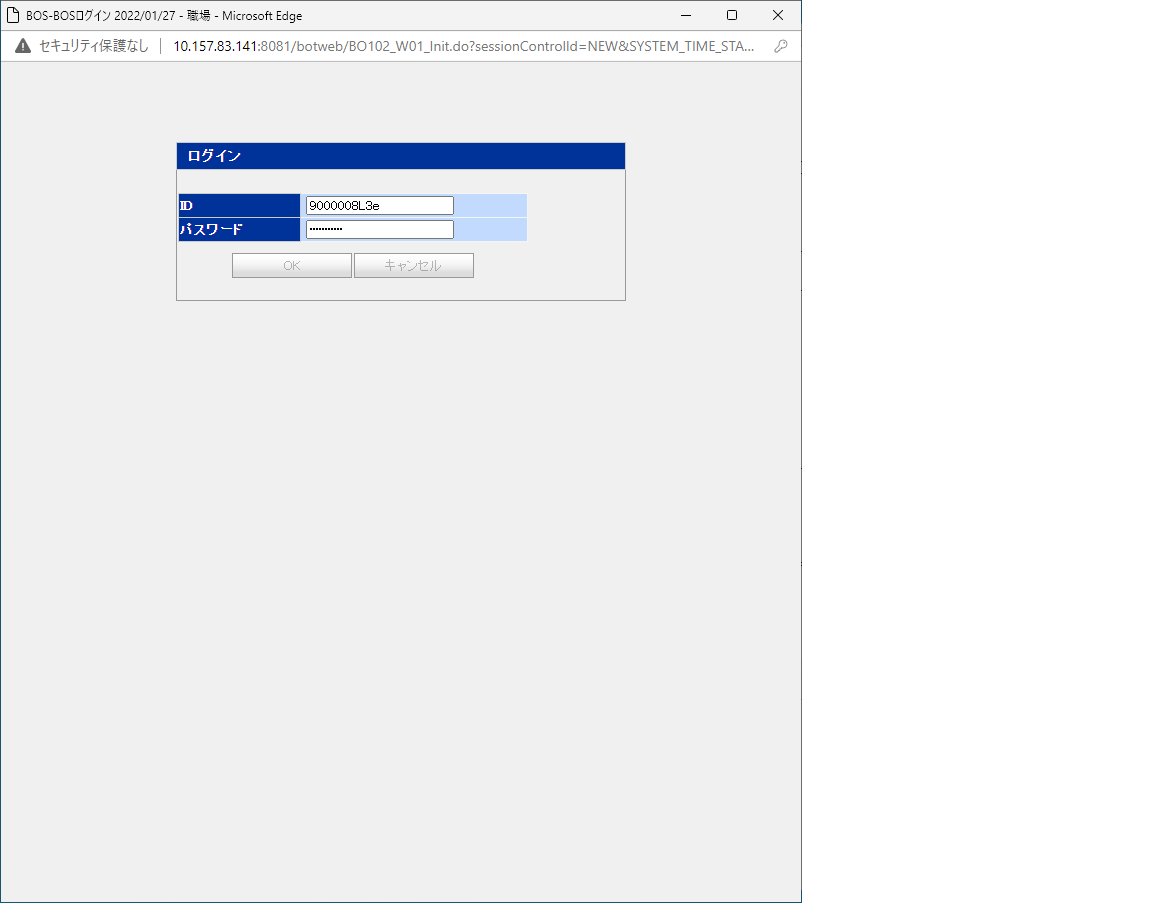 BOS-BOSログイン 2022/01/27 - 職場 - Microsoft Edge
セキュリティ保護なし 10.157.83.141:8081/botweb/BO102_W01_Init.do?sessionControlId=NEW&SYSTEM_TIME_STA...
ログイン
ID 9000008L3e
パスワード ···········
OK キャンセル